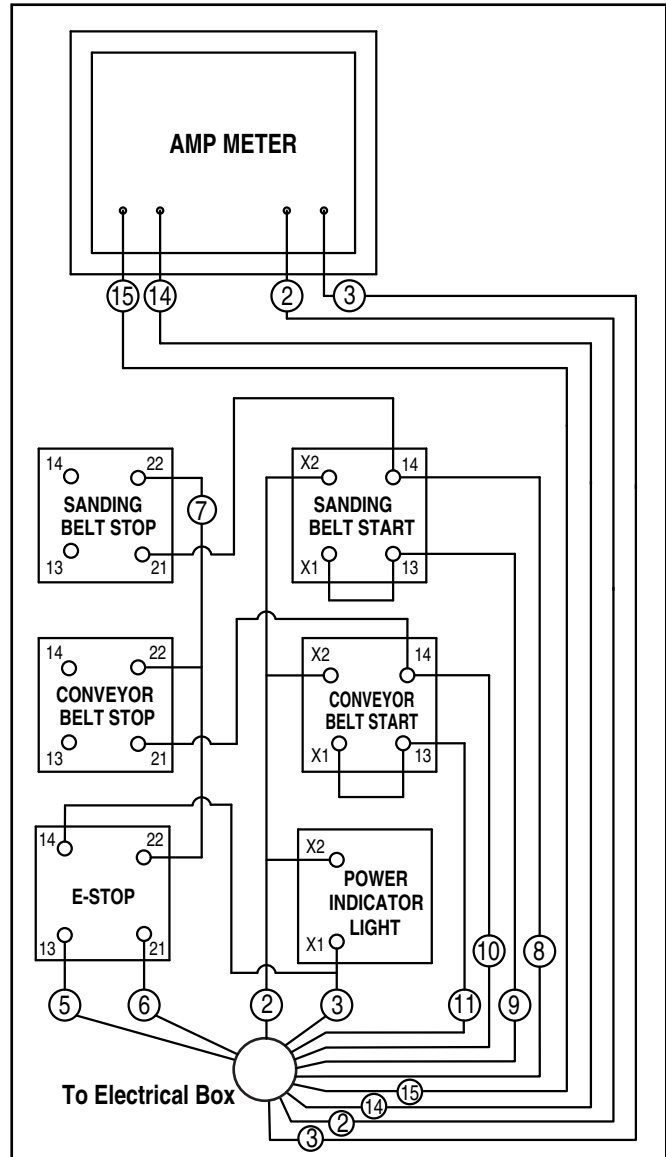 AMP METER
15 14 2 3
14 22
SANDING
BELT STOP
13 21
7
X2 14
SANDING
BELT START
X1 13
14 22
CONVEYOR
BELT STOP
13 21
X2 14
CONVEYOR
BELT START
X1 13
14 22
E-STOP
13 21
X2
POWER
INDICATOR
LIGHT
X1
10 8
5 6 2 3 11 9
To Electrical Box
15
14
2
3